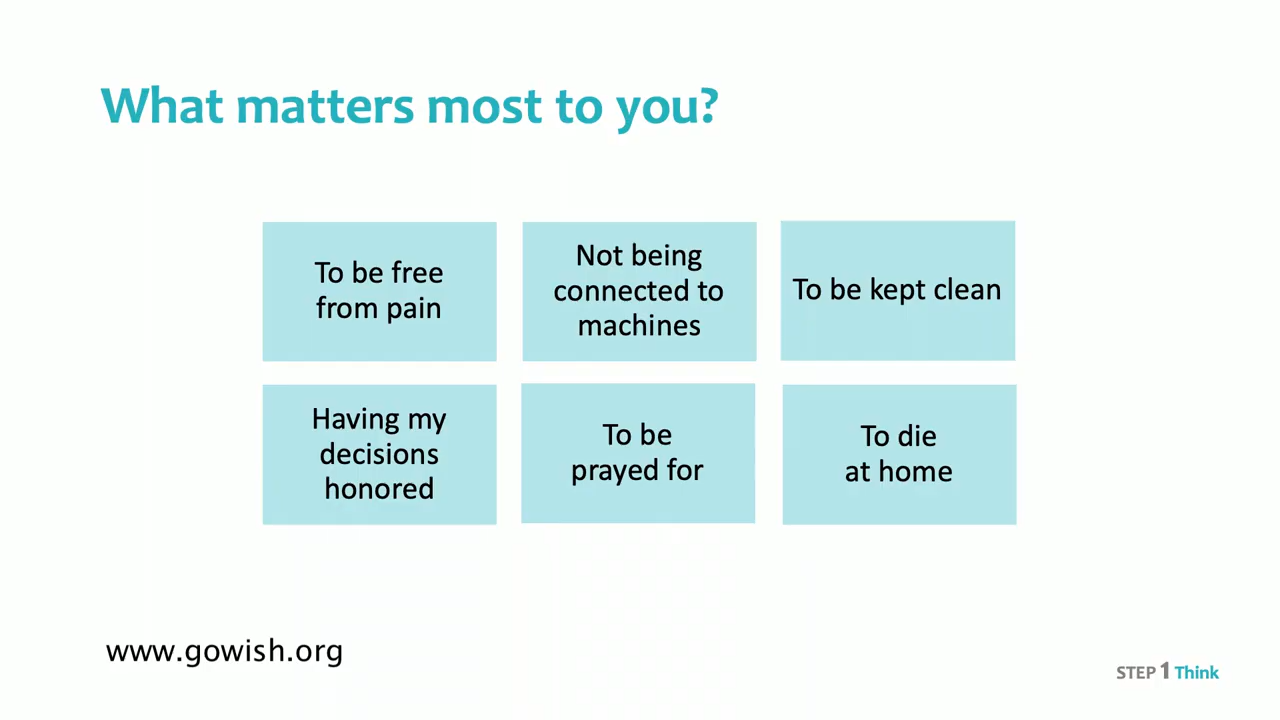 What matters most to you?
To be free
from pain
Not being
connected to
machines
To be kept clean
Having my
decisions
honored
To be
prayed for
To die
at home
www.gowish.org
STEP 1 Think